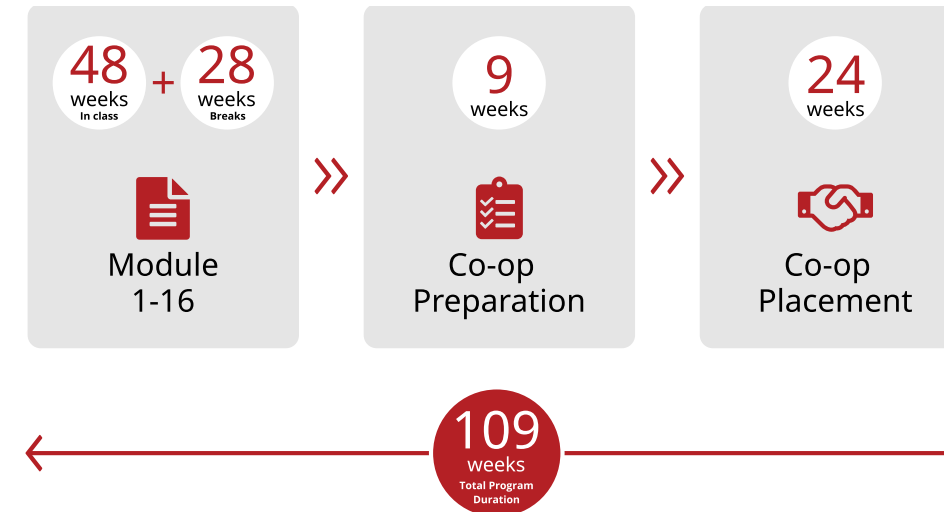 48
weeks
In class
+
28
weeks
Breaks
Module
1-16
9
weeks
Co-op
Preparation
24
weeks
Co-op
Placement
109
weeks
Total Program
Duration